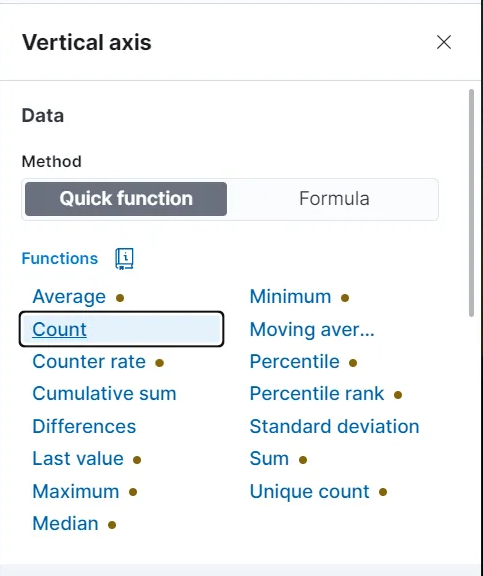 Vertical axis
Data
Method
Quick function
Formula
Functions
Average
Minimum
Count
Moving aver...
Counter rate
Percentile
Cumulative sum
Percentile rank
Differences
Standard deviation
Last value
Sum
Maximum
Unique count
Median